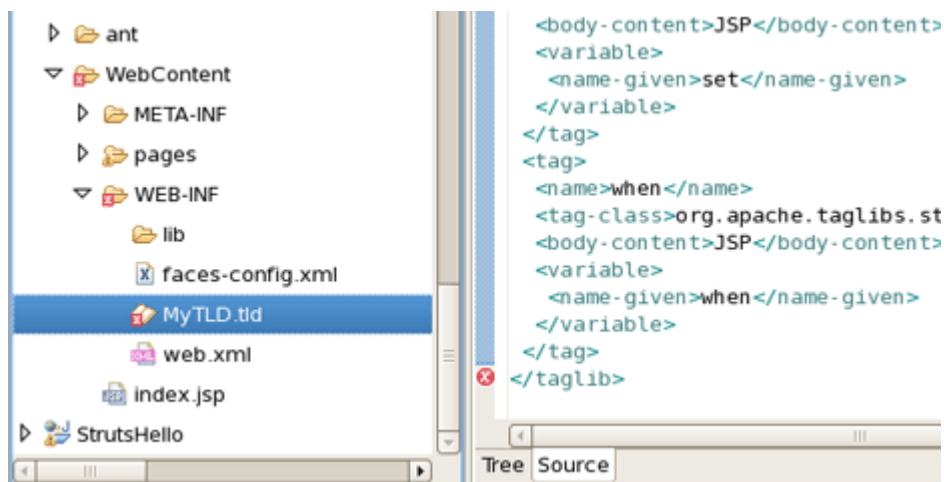 ant
WebContent
META-INF
pages
WEB-INF
lib
faces-config.xml
MyTLD.tld
web.xml
index.jsp
StrutsHello
<body-content>JSP</body-content>
<variable>
<name-given>set</name-given>
</variable>
</tag>
<tag>
<name>when</name>
<tag-class>org.apache.taglibs.st
<body-content>JSP</body-content>
<variable>
<name-given>when</name-given>
</variable>
</tag>
</taglib>
Tree Source